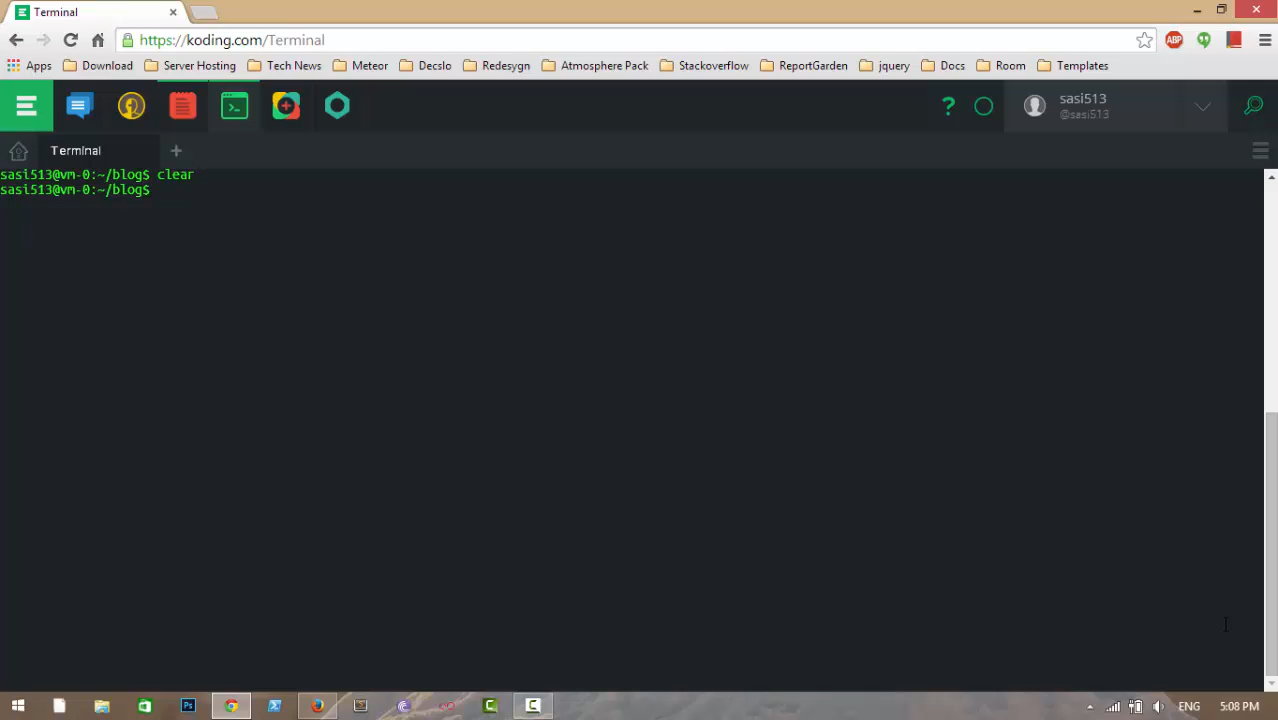 Terminal
https://koding.com/Terminal
ABP
Apps Download Server Hosting Tech News Meteor Decslo Redesygn Atmosphere Pack Stackoverflow ReportGarden jquery Docs Room Templates
? sasi513
@sasi513
Terminal +
sasi513@vm-0:~/blog$ clear
sasi513@vm-0:~/blog$
Ps ENG 5:08 PM